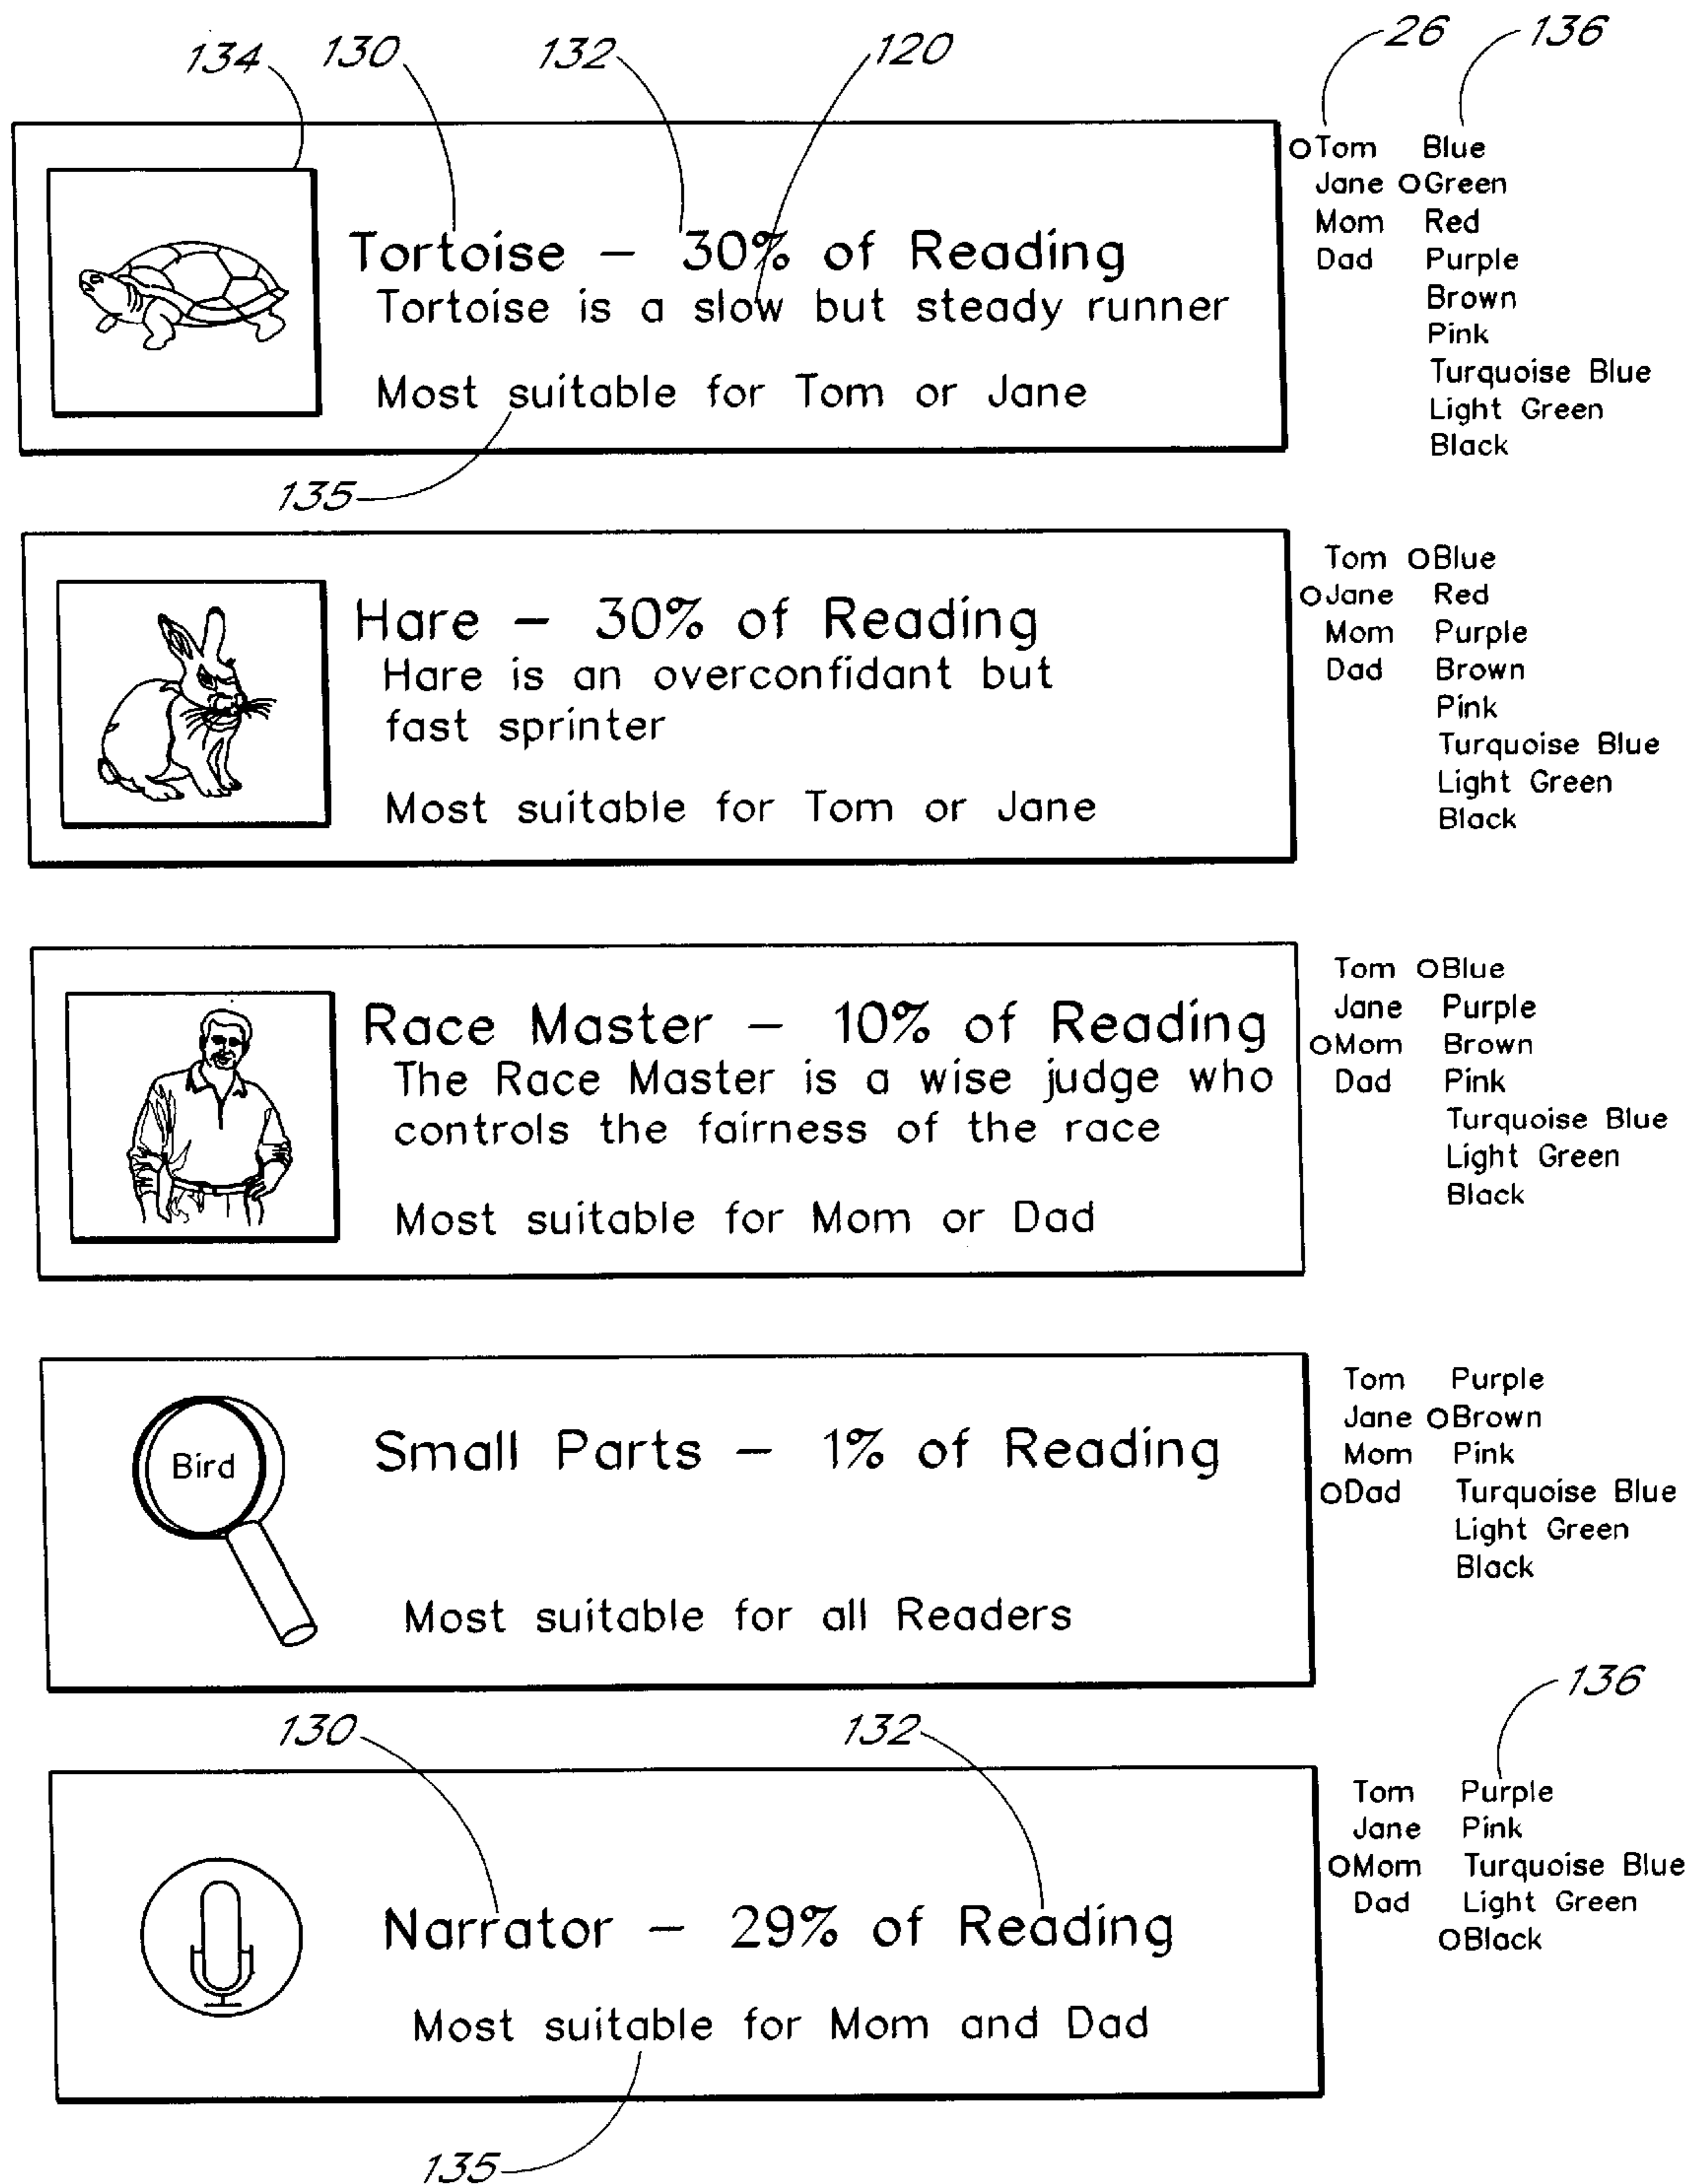 134 130 132 120 26 136
Tom Blue
Jane Green
Mom Red
Dad Purple
Brown
Pink
Turquoise Blue
Light Green
Black
Tortoise – 30% of Reading
Tortoise is a slow but steady runner
Most suitable for Tom or Jane
135
Tom Blue
Jane Red
Mom Purple
Dad Brown
Pink
Turquoise Blue
Light Green
Black
Hare – 30% of Reading
Hare is an overconfidant but
fast sprinter
Most suitable for Tom or Jane
Tom Blue
Jane Purple
Mom Brown
Dad Pink
Turquoise Blue
Light Green
Black
Race Master – 10% of Reading
The Race Master is a wise judge who
controls the fairness of the race
Most suitable for Mom or Dad
Tom Purple
Jane Brown
Mom Pink
Dad Turquoise Blue
Light Green
Black
Bird
Small Parts – 1% of Reading
Most suitable for all Readers
130 132 136
Tom Purple
Jane Pink
Mom Turquoise Blue
Dad Light Green
Black
Narrator – 29% of Reading
Most suitable for Mom and Dad
135